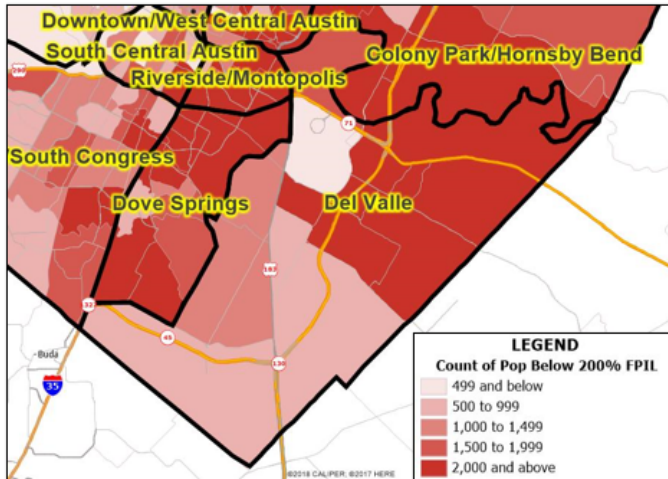 Downtown/West Central Austin
South Central Austin
Colony Park/Hornsby Bend
290
Riverside/Montopolis
71
/South Congress
Dove Springs
Del Valle
183
45
130
Buda
35
LEGEND
Count of Pop Below 200% FPIL
499 and below
500 to 999
1,000 to 1,499
1,500 to 1,999
2,000 and above
©2018 CALIPER; ©2017 HERE